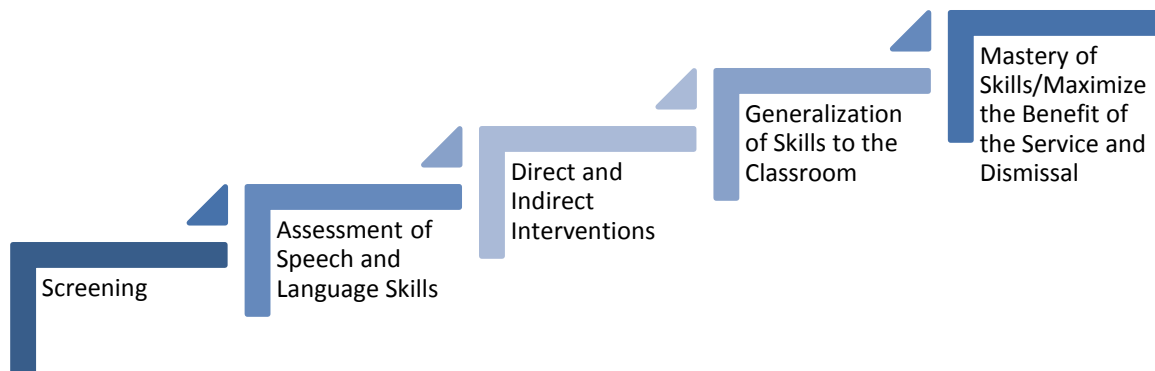 Screening
Assessment of
Speech and
Language Skills
Direct and
Indirect
Interventions
Generalization
of Skills to the
Classroom
Mastery of
Skills/Maximize
the Benefit of
the Service and
Dismissal